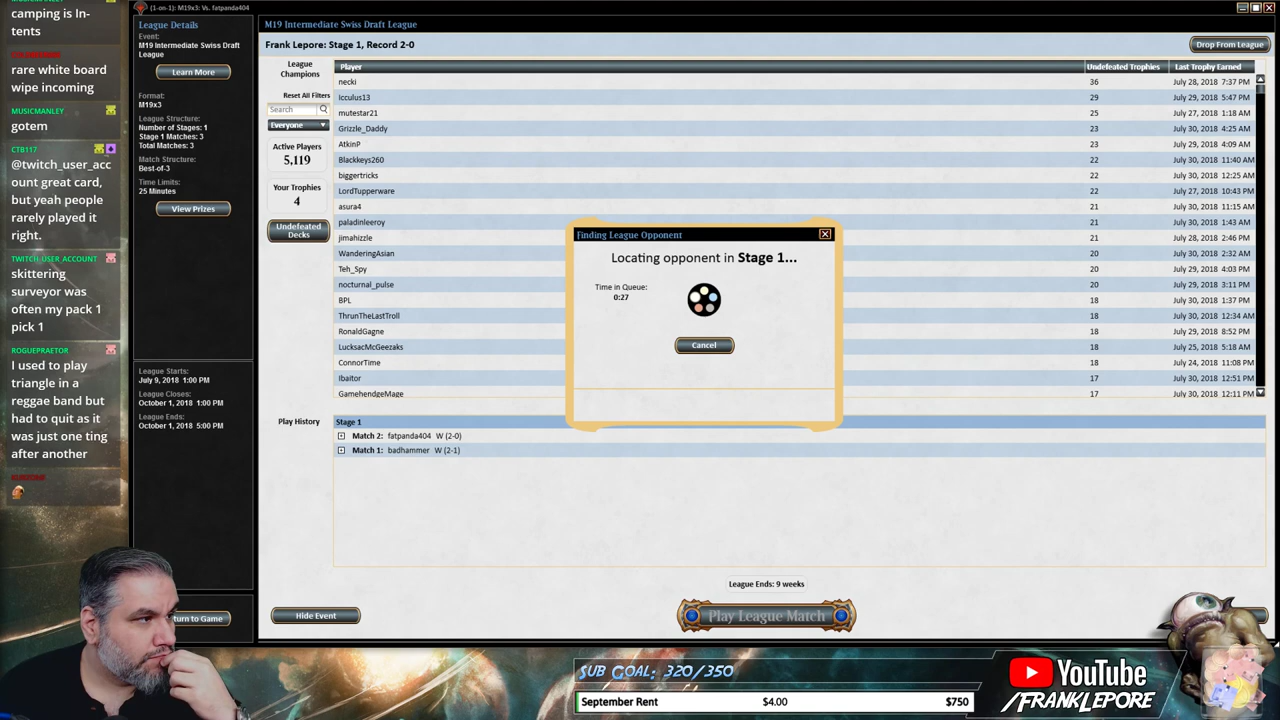 camping is In-
tents
rare white board
wipe incoming
MUSICMANLEY
gotem
CTB117
@twitch_user_acc
ount great card,
but yeah people
rarely played it
right.
TWITCH_USER_ACCOUNT
skittering
surveyor was
often my pack 1
pick 1
ROGUEPRAETOR
I used to play
triangle in a
reggae band but
had to quit as it
was just one ting
after another
(1-on-1): M19x3: Vs. fatpanda404
League Details
Event:
M19 Intermediate Swiss Draft
League
Learn More
Format:
M19x3
League Structure:
Number of Stages: 1
Stage 1 Matches: 3
Total Matches: 3
Match Structure:
Best-of-3
Time Limits:
25 Minutes
View Prizes
League Starts:
July 9, 2018 1:00 PM
League Closes:
October 1, 2018 1:00 PM
League Ends:
October 1, 2018 5:00 PM
turn to Game
M19 Intermediate Swiss Draft League
Frank Lepore: Stage 1, Record 2-0
Drop From League
League
Champions
Reset All Filters
Search
Everyone
Active Players
5,119
Your Trophies
4
Undefeated
Decks
Player Undefeated Trophies Last Trophy Earned
necki 36 July 28, 2018 7:37 PM
Icculus13 29 July 29, 2018 5:47 PM
mutestar21 25 July 27, 2018 1:18 AM
Grizzle_Daddy 23 July 30, 2018 4:25 AM
AtkinP 23 July 29, 2018 4:09 AM
Blackkeys260 22 July 30, 2018 11:40 AM
biggertricks 22 July 30, 2018 12:25 AM
LordTupperware 22 July 27, 2018 10:43 PM
asura4 21 July 30, 2018 11:15 AM
paladinleeroy 21 July 30, 2018 1:43 AM
jimahizzle 21 July 28, 2018 2:46 PM
WanderingAsian 20 July 30, 2018 2:32 AM
Teh_Spy 20 July 29, 2018 4:03 PM
nocturnal_pulse 20 July 29, 2018 3:11 PM
BPL 18 July 30, 2018 1:37 PM
ThrunTheLastTroll 18 July 30, 2018 12:34 AM
RonaldGagne 18 July 29, 2018 8:52 PM
LucksacMcGeezaks 18 July 25, 2018 5:18 AM
ConnorTime 18 July 24, 2018 11:08 PM
Ibaitor 17 July 30, 2018 12:51 PM
GamehendgeMage 17 July 30, 2018 12:11 PM
Finding League Opponent
Locating opponent in Stage 1...
Time in Queue:
0:27
Cancel
Play History
Stage 1
Match 2: fatpanda404 W (2-0)
Match 1: badhammer W (2-1)
League Ends: 9 weeks
Hide Event
Play League Match
SUB GOAL: 320/350
September Rent $4.00 $750
YouTube
/FRANKLEPORE